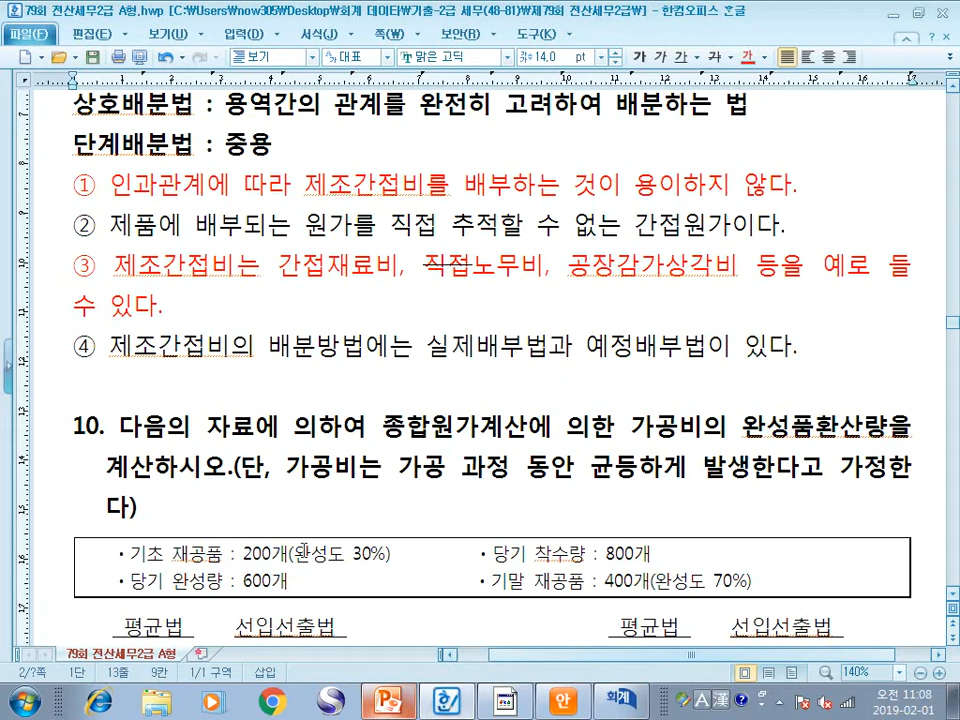 79회 전산세무2급 A형.hwp [C:\Users\now305\Desktop\회계 데이타\기출-2급 세무(48-81)\제79회 전산세무2급\] - 한컴오피스 한글
파일(F) 편집(E) 보기(U) 입력(D) 서식(J) 쪽(W) 보안(R) 도구(K)
보기 대표 맑은 고딕 14.0 pt 가 가 가 가 가
상호배분법 : 용역간의 관계를 완전히 고려하여 배분하는 법
단계배분법 : 중용
① 인과관계에 따라 제조간접비를 배부하는 것이 용이하지 않다.
② 제품에 배부되는 원가를 직접 추적할 수 없는 간접원가이다.
③ 제조간접비는 간접재료비, 직접노무비, 공장감가상각비 등을 예로 들
수 있다.
④ 제조간접비의 배분방법에는 실제배부법과 예정배부법이 있다.
10. 다음의 자료에 의하여 종합원가계산에 의한 가공비의 완성품환산량을
계산하시오.(단, 가공비는 가공 과정 동안 균등하게 발생한다고 가정한
다)
・기초 재공품 : 200개(완성도 30%) ・당기 착수량 : 800개
・당기 완성량 : 600개 ・기말 재공품 : 400개(완성도 70%)
평균법 선입선출법 평균법 선입선출법
79회 전산세무2급 A형
2/?쪽 1단 13줄 9칸 1/1 구역 삽입 140%
안 회계 A 漢 오전 11:08
2019-02-01